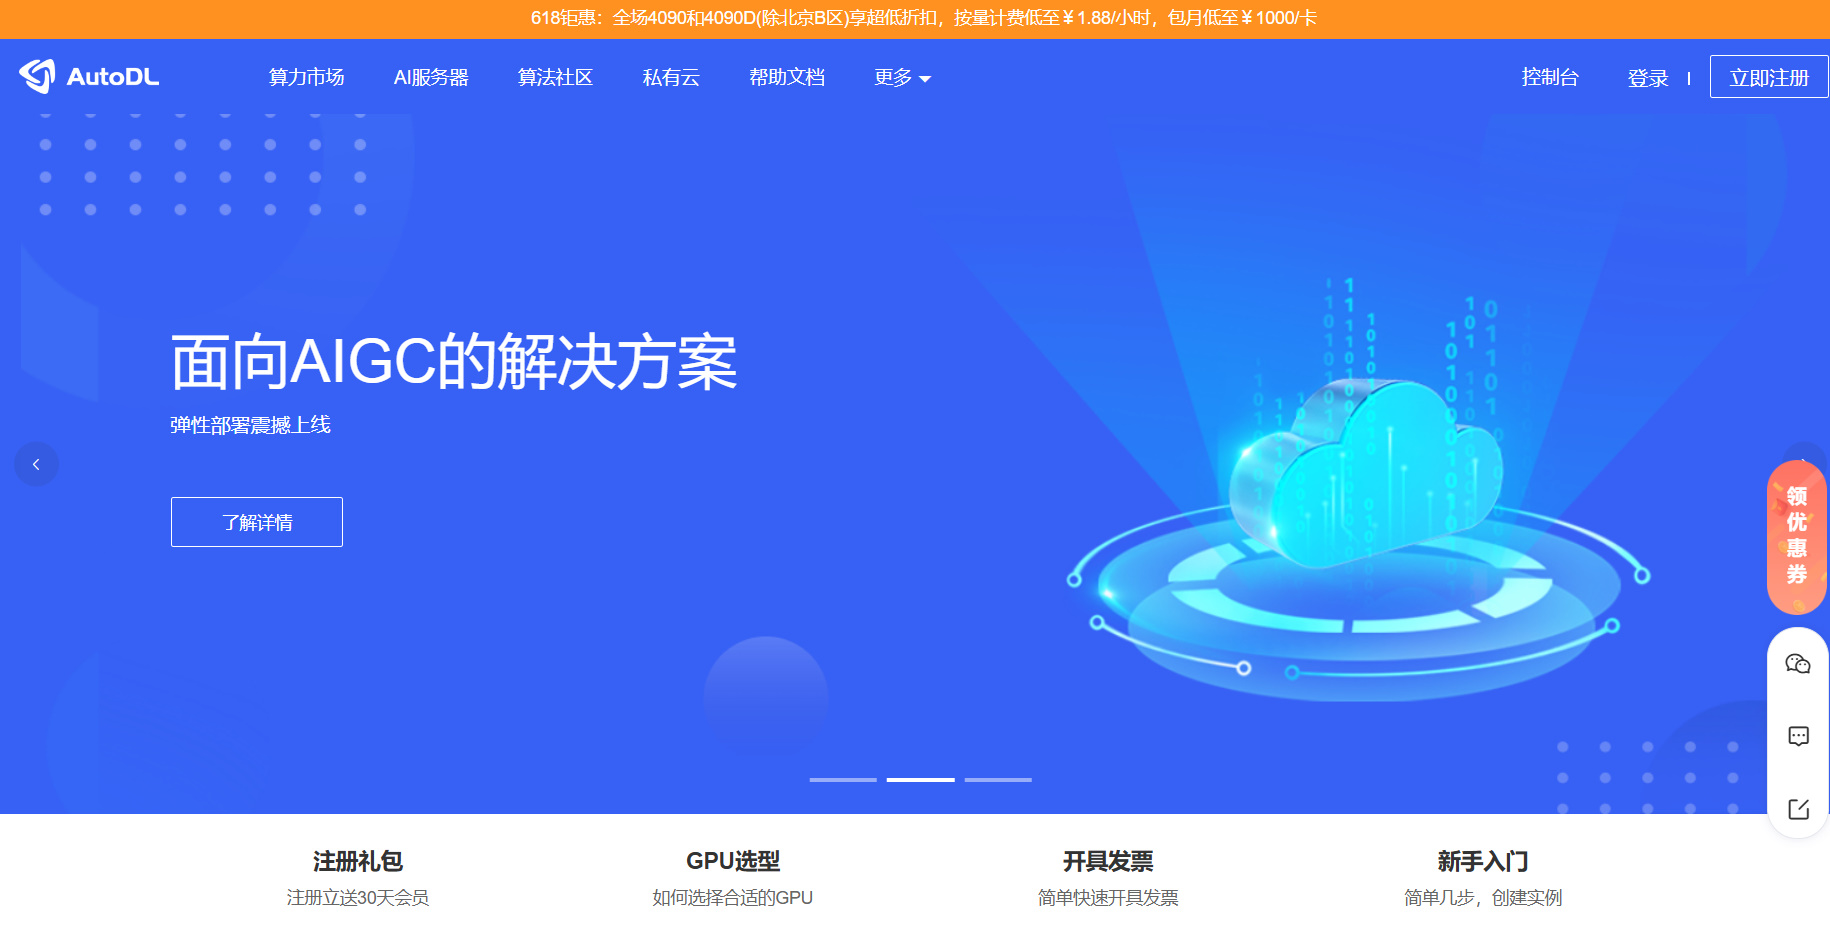 618钜惠：全场4090和4090D(除北京B区)享超低折扣，按量计费低至￥1.88/小时，包月低至￥1000/卡
AutoDL
算力市场
AI服务器
算法社区
私有云
帮助文档
更多
控制台
登录
立即注册
面向AIGC的解决方案
弹性部署震撼上线
了解详情
领优惠券
注册礼包
注册立送30天会员
GPU选型
如何选择合适的GPU
开具发票
简单快速开具发票
新手入门
简单几步，创建实例